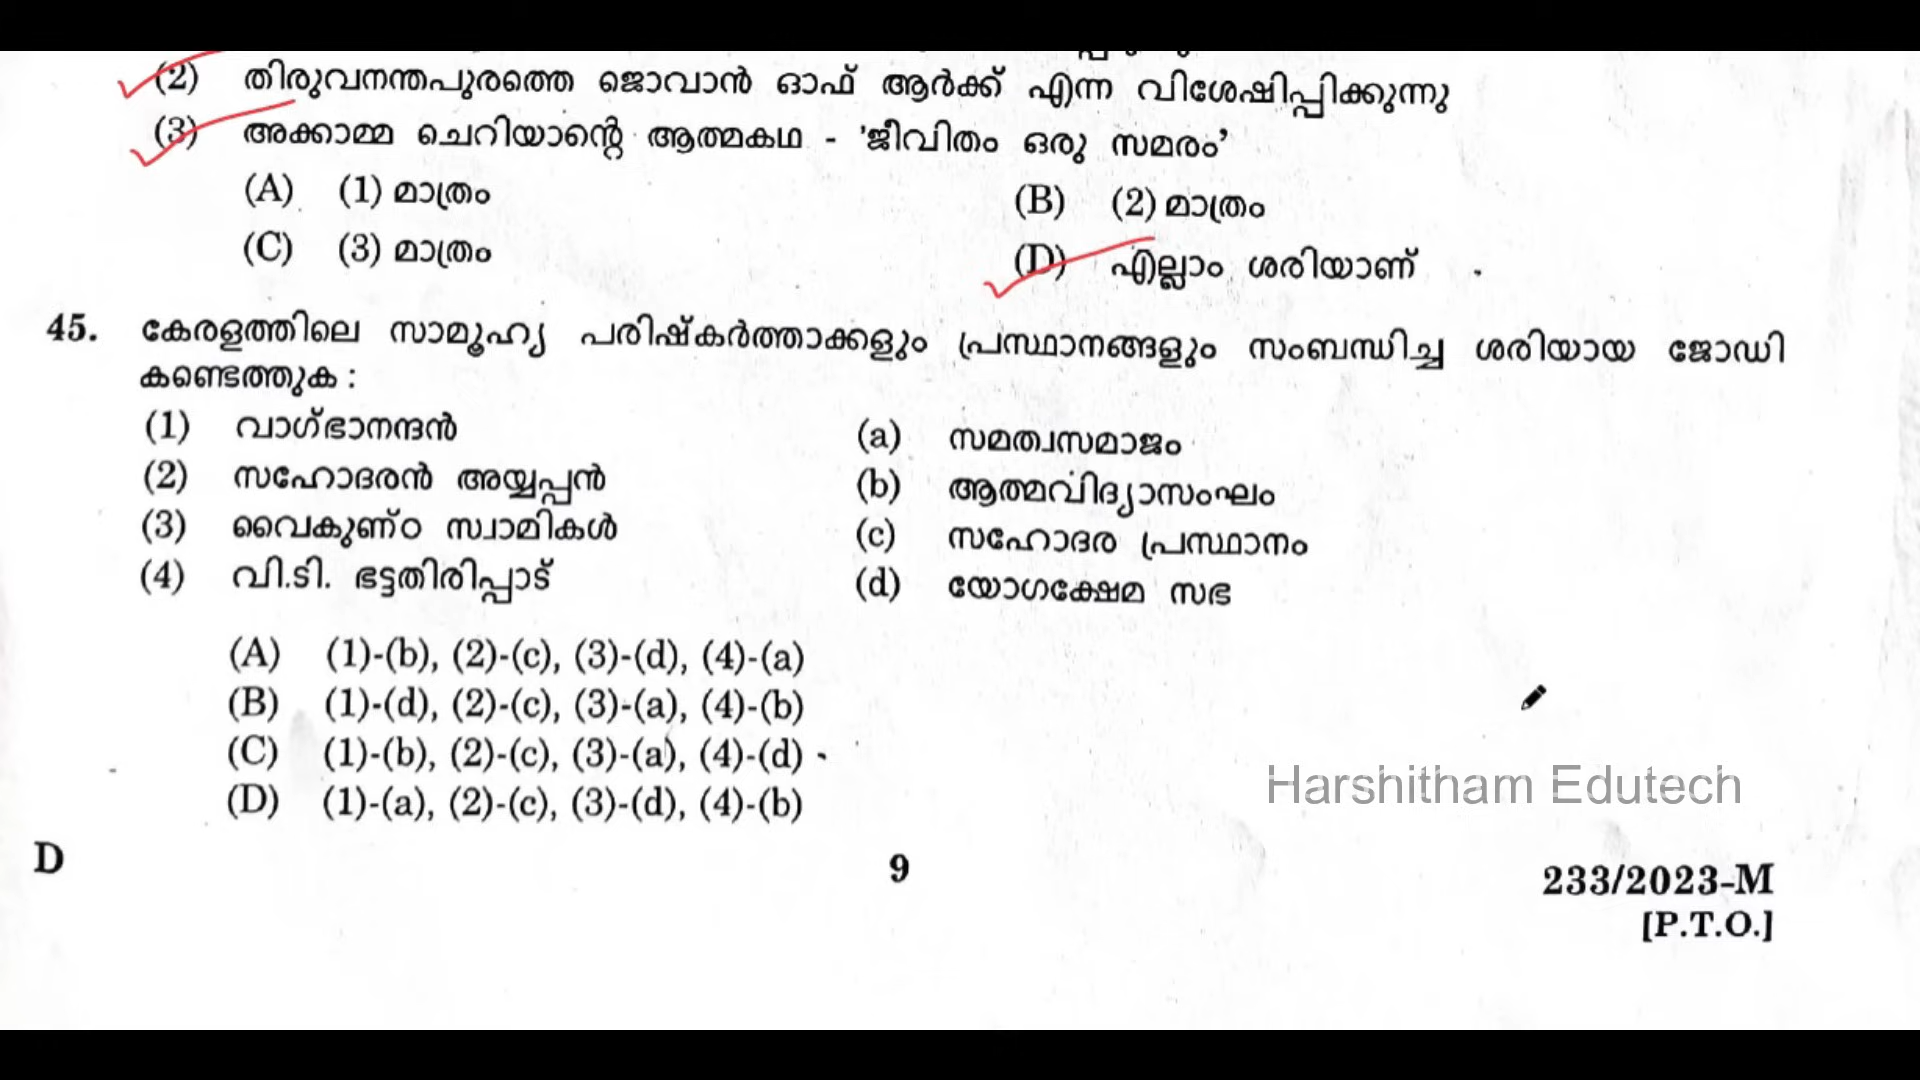 (2) തിരുവനന്തപുരത്തെ ജൊവാൻ ഓഫ് ആർക്ക് എന്ന വിശേഷിപ്പിക്കുന്നു
(3) അക്കാമ്മ ചെറിയാന്റെ ആത്മകഥ - 'ജീവിതം ഒരു സമരം'
(A) (1) മാത്രം (B) (2) മാത്രം
(C) (3) മാത്രം (D) എല്ലാം ശരിയാണ്
45. കേരളത്തിലെ സാമൂഹ്യ പരിഷ്കർത്താക്കളും പ്രസ്ഥാനങ്ങളും സംബന്ധിച്ച ശരിയായ ജോഡി
കണ്ടെത്തുക :
(1) വാഗ്ഭാനന്ദൻ (a) സമത്വസമാജം
(2) സഹോദരൻ അയ്യപ്പൻ (b) ആത്മവിദ്യാസംഘം
(3) വൈകുണ്ഠ സ്വാമികൾ (c) സഹോദര പ്രസ്ഥാനം
(4) വി.ടി. ഭട്ടതിരിപ്പാട് (d) യോഗക്ഷേമ സഭ
(A) (1)-(b), (2)-(c), (3)-(d), (4)-(a)
(B) (1)-(d), (2)-(c), (3)-(a), (4)-(b)
(C) (1)-(b), (2)-(c), (3)-(a), (4)-(d)
(D) (1)-(a), (2)-(c), (3)-(d), (4)-(b)
Harshitham Edutech
D 9 233/2023-M
[P.T.O.]